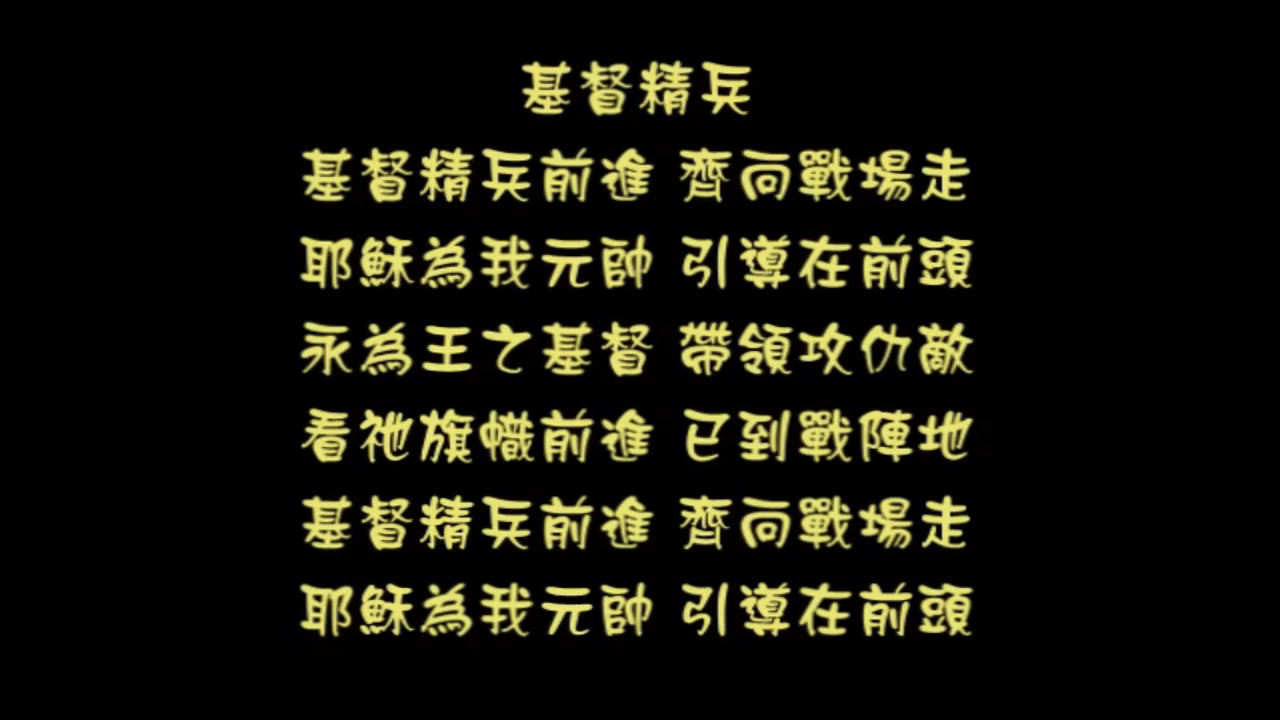 基督精兵
基督精兵前進 齊向戰場走
耶穌為我元帥 引導在前頭
永為王之基督 帶領攻仇敵
看祂旗幟前進 已到戰陣地
基督精兵前進 齊向戰場走
耶穌為我元帥 引導在前頭